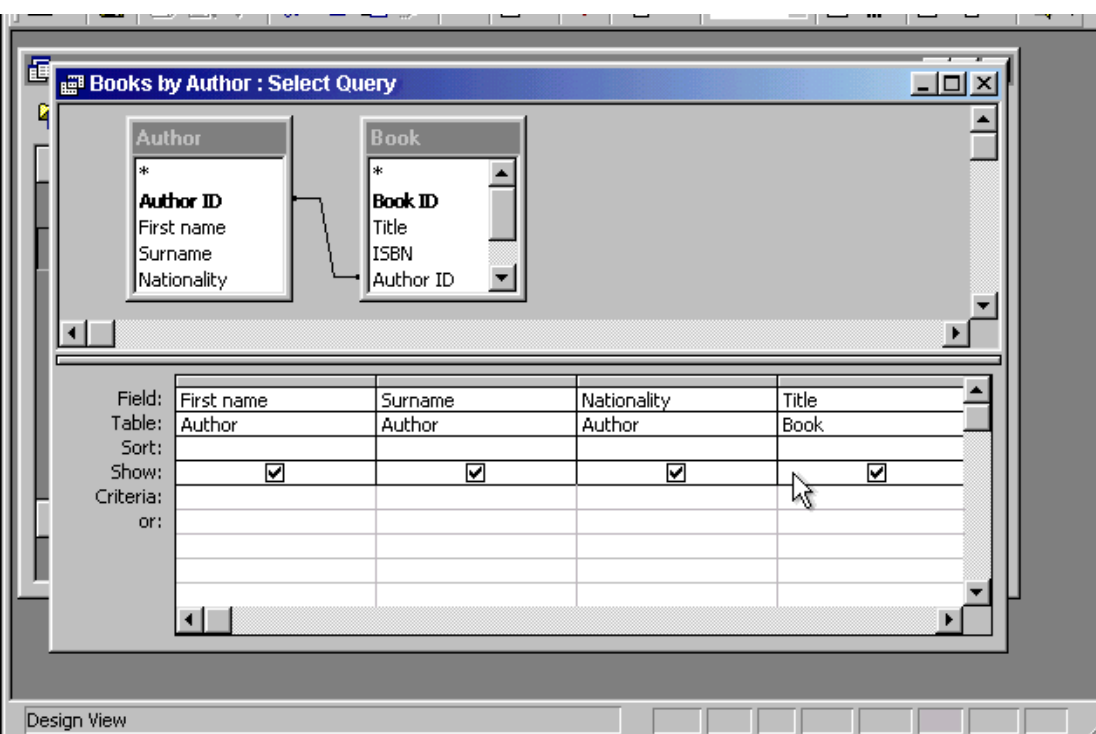 Books by Author : Select Query
Author
*
Author ID
First name
Surname
Nationality
Book
*
Book ID
Title
ISBN
Author ID
Field: First name Surname Nationality Title
Table: Author Author Author Book
Sort:
Show:
Criteria:
or:
Design View